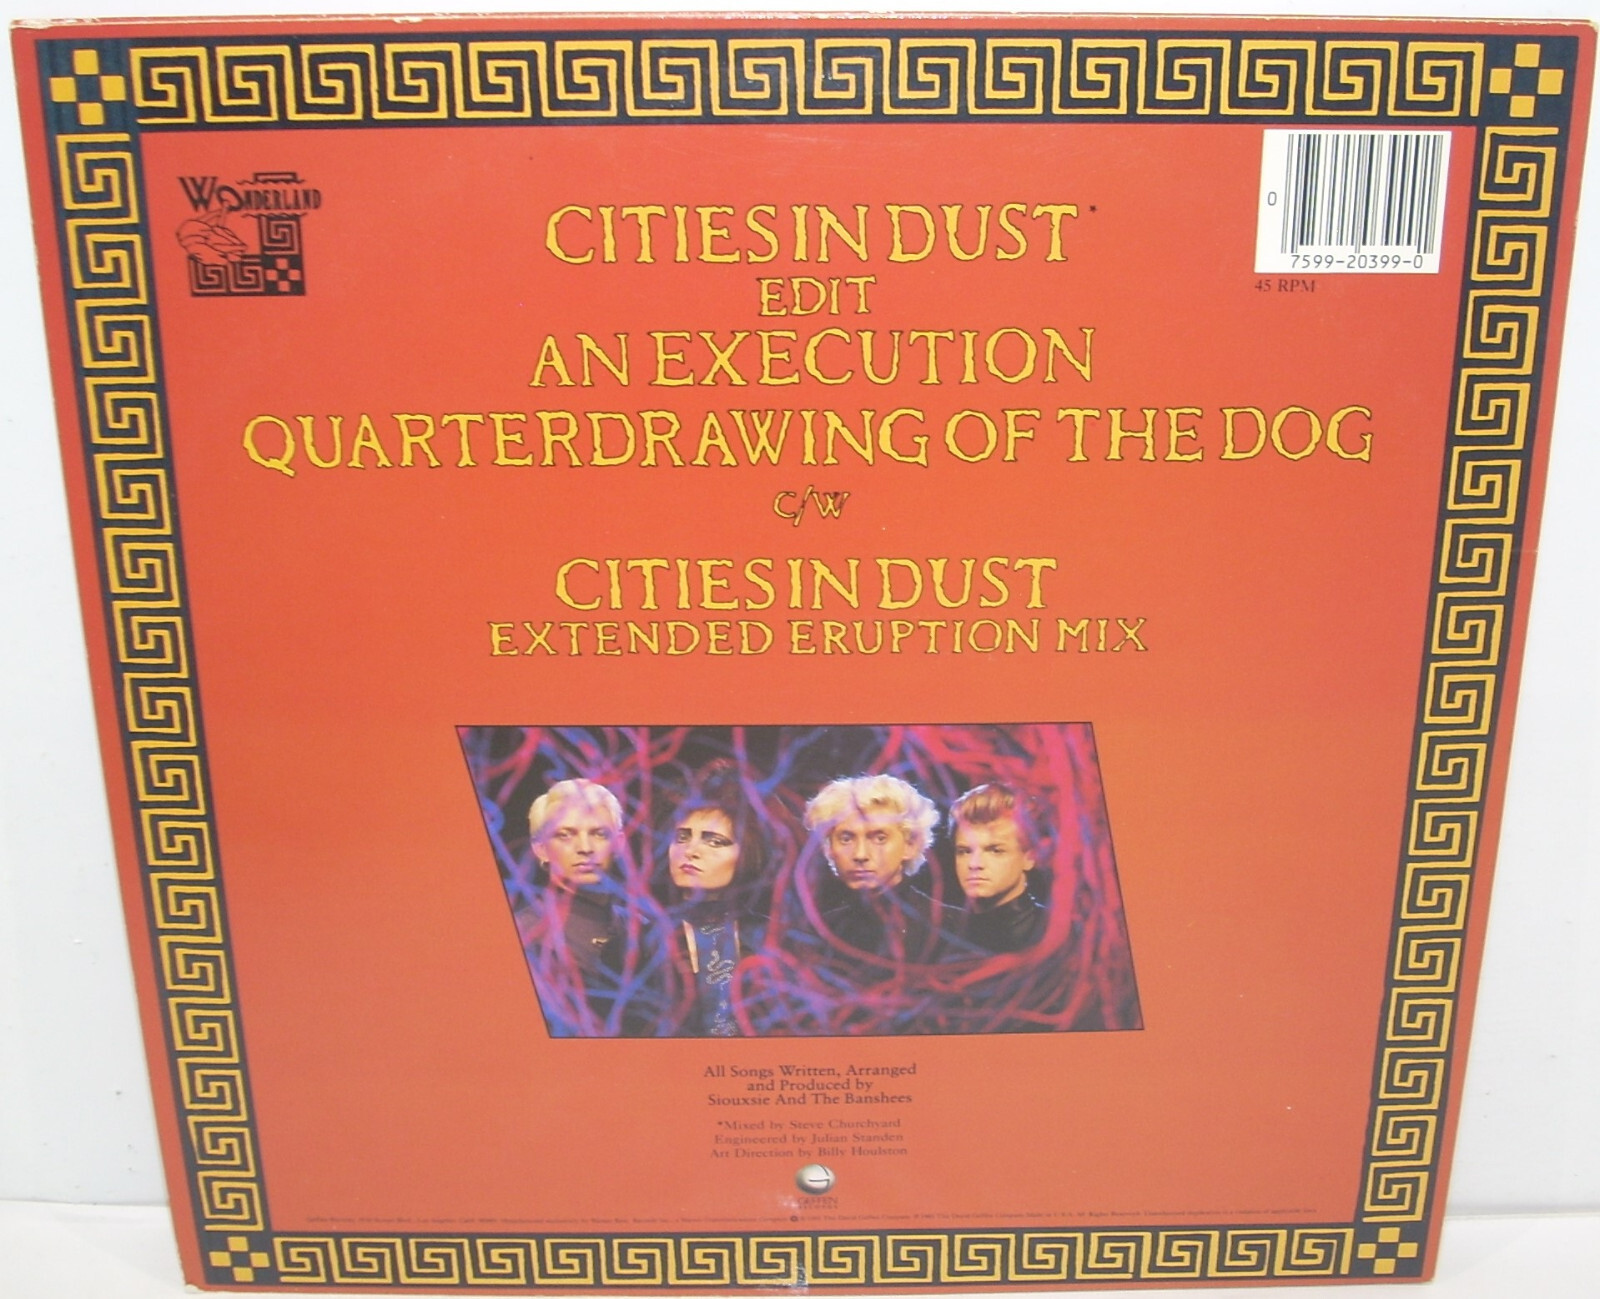 WONDERLAND
0
7599-20399-0
45 RPM
CITIES IN DUST*
EDIT
AN EXECUTION
QUARTERDRAWING OF THE DOG
C/W
CITIES IN DUST
EXTENDED ERUPTION MIX
All Songs Written, Arranged
and Produced by
Siouxsie And The Banshees
*Mixed by Steve Churchyard
Engineered by Julian Standen
Art Direction by Billy Houlston
GEFFEN
RECORDS